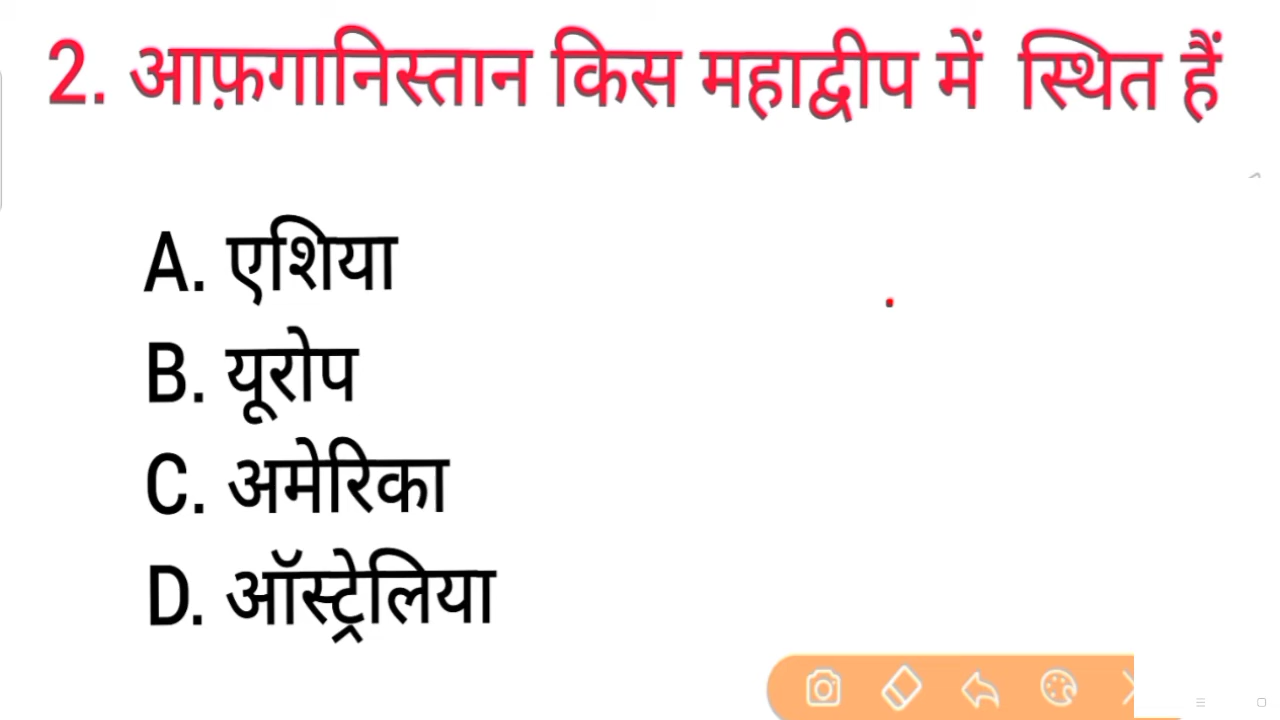 2. आफ़गानिस्तान किस महाद्वीप में स्थित हैं
A. एशिया
B. यूरोप
C. अमेरिका
D. ऑस्ट्रेलिया